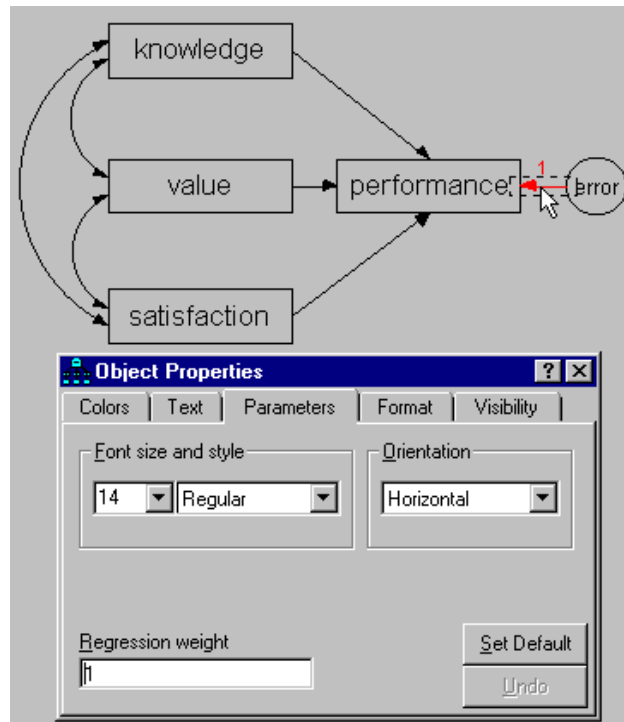 knowledge
1
value
performance
error
satisfaction
Object Properties
Colors Text Parameters Format Visibility
Font size and style Orientation
14 Regular Horizontal
Regression weight Set Default
1
Undo